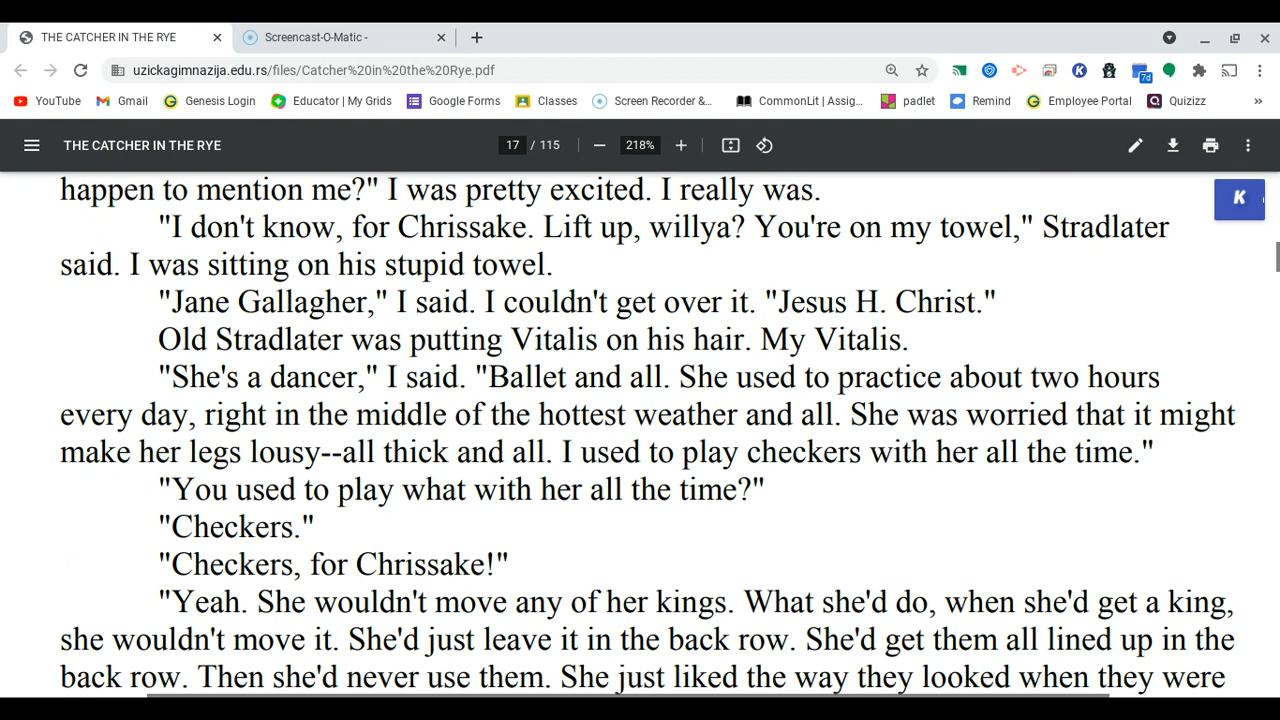 THE CATCHER IN THE RYE
Screencast-O-Matic -
uzickagimnazija.edu.rs/files/Catcher%20in%20the%20Rye.pdf
7d
YouTube Gmail Genesis Login Educator | My Grids Google Forms Classes Screen Recorder &... CommonLit | Assig... padlet Remind Employee Portal Quizizz »
THE CATCHER IN THE RYE 17 / 115 218%
K
happen to mention me?" I was pretty excited. I really was.
"I don't know, for Chrissake. Lift up, willya? You're on my towel," Stradlater
said. I was sitting on his stupid towel.
"Jane Gallagher," I said. I couldn't get over it. "Jesus H. Christ."
Old Stradlater was putting Vitalis on his hair. My Vitalis.
"She's a dancer," I said. "Ballet and all. She used to practice about two hours
every day, right in the middle of the hottest weather and all. She was worried that it might
make her legs lousy--all thick and all. I used to play checkers with her all the time."
"You used to play what with her all the time?"
"Checkers."
"Checkers, for Chrissake!"
"Yeah. She wouldn't move any of her kings. What she'd do, when she'd get a king,
she wouldn't move it. She'd just leave it in the back row. She'd get them all lined up in the
back row. Then she'd never use them. She just liked the way they looked when they were